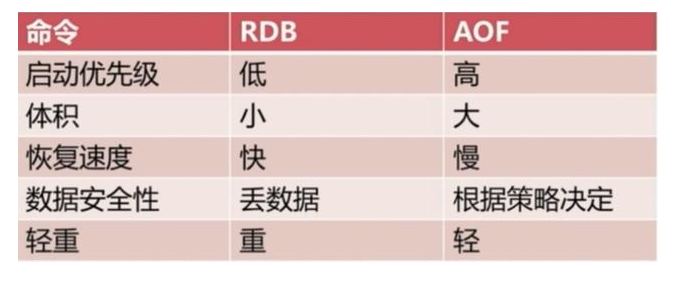 命令 RDB AOF
启动优先级 低 高
体积 小 大
恢复速度 快 慢
数据安全性 丢数据 根据策略决定
轻重 重 轻